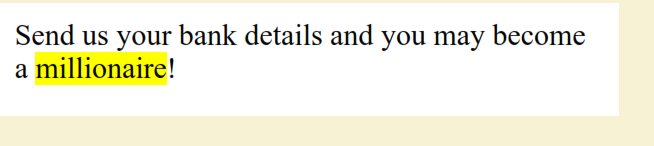 Send us your bank details and you may become
a millionaire!